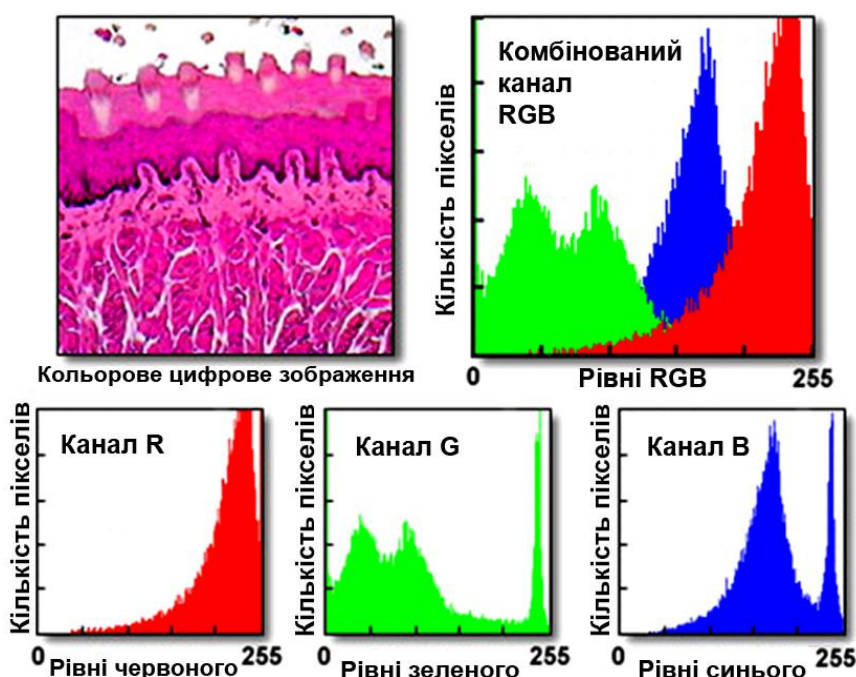 Комбінований
канал
RGB
Кількість пікселів
Кольорове цифрове зображення
0
Рівні RGB
255
Канал R
Кількість пікселів
0
Рівні червоного
255
Канал G
Кількість пікселів
0
Рівні зеленого
255
Канал B
Кількість пікселів
0
Рівні синього
255